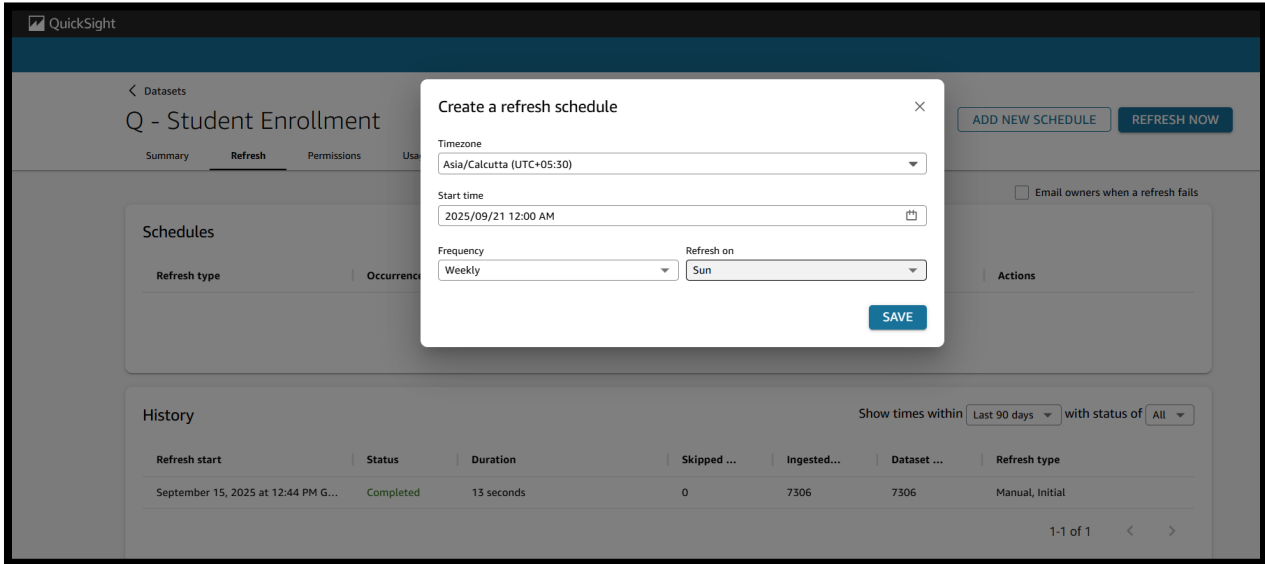 QuickSight
Datasets
Q - Student Enrollment
ADD NEW SCHEDULE
REFRESH NOW
Summary
Refresh
Permissions
Usa
Email owners when a refresh fails
Create a refresh schedule
Timezone
Asia/Calcutta (UTC+05:30)
Start time
2025/09/21 12:00 AM
Frequency
Refresh on
Weekly
Sun
SAVE
Schedules
Refresh type
Occurrence
Actions
History
Show times within Last 90 days with status of All
Refresh start
Status
Duration
Skipped ...
Ingested...
Dataset ...
Refresh type
September 15, 2025 at 12:44 PM G...
Completed
13 seconds
0
7306
7306
Manual, Initial
1-1 of 1